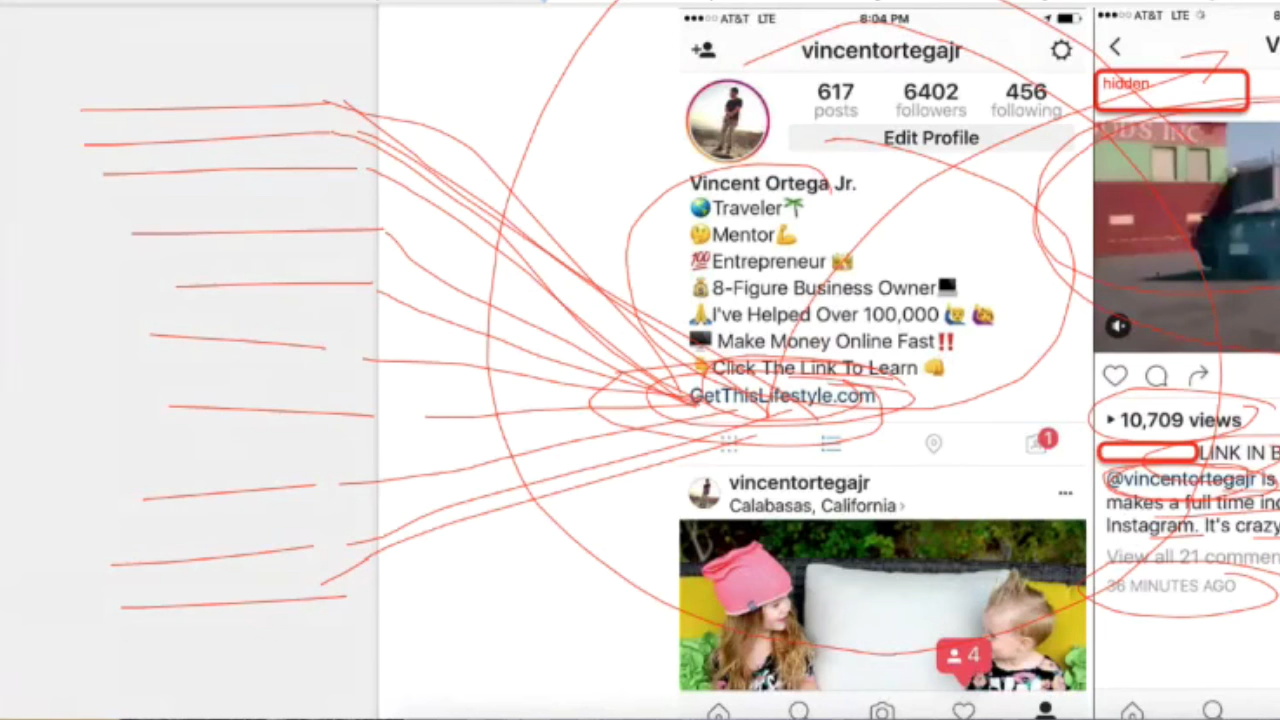 AT&T LTE
8:04 PM
vincentortegajr
617
6402
456
posts
followers
following
Edit Profile
Vincent Ortega Jr.
🌎Traveler🌴
🤔Mentor💪
💯Entrepreneur
💰8-Figure Business Owner💻
🙏I've Helped Over 100,000 🙋‍♂️ 🙋
🖥 Make Money Online Fast‼️
Click The Link To Learn 👊
GetThisLifestyle.com
1
vincentortegajr
Calabasas, California ›
4
AT&T LTE
hidden
10,709 views
LINK IN B
@vincentortegajr is
makes a full time inc
Instagram. It's crazy
View all 21 commen
36 MINUTES AGO